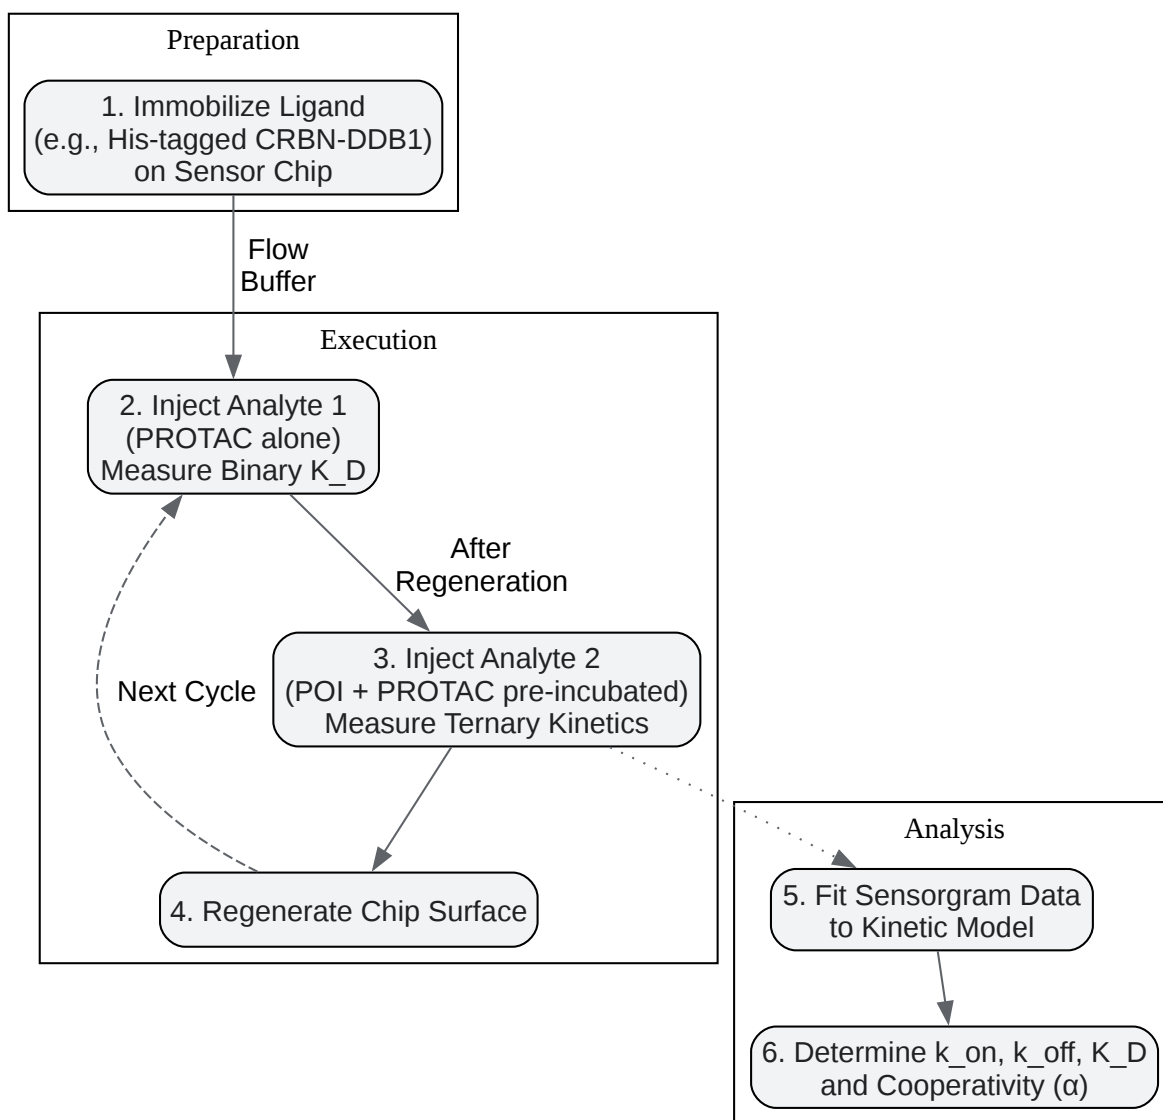 Preparation
1. Immobilize Ligand
(e.g., His-tagged CRBN-DDB1)
on Sensor Chip
Flow
Buffer
Execution
2. Inject Analyte 1
(PROTAC alone)
Measure Binary K_D
After
Regeneration
3. Inject Analyte 2
(POI + PROTAC pre-incubated)
Measure Ternary Kinetics
Next Cycle
4. Regenerate Chip Surface
Analysis
5. Fit Sensorgram Data
to Kinetic Model
6. Determine k_on, k_off, K_D
and Cooperativity (α)